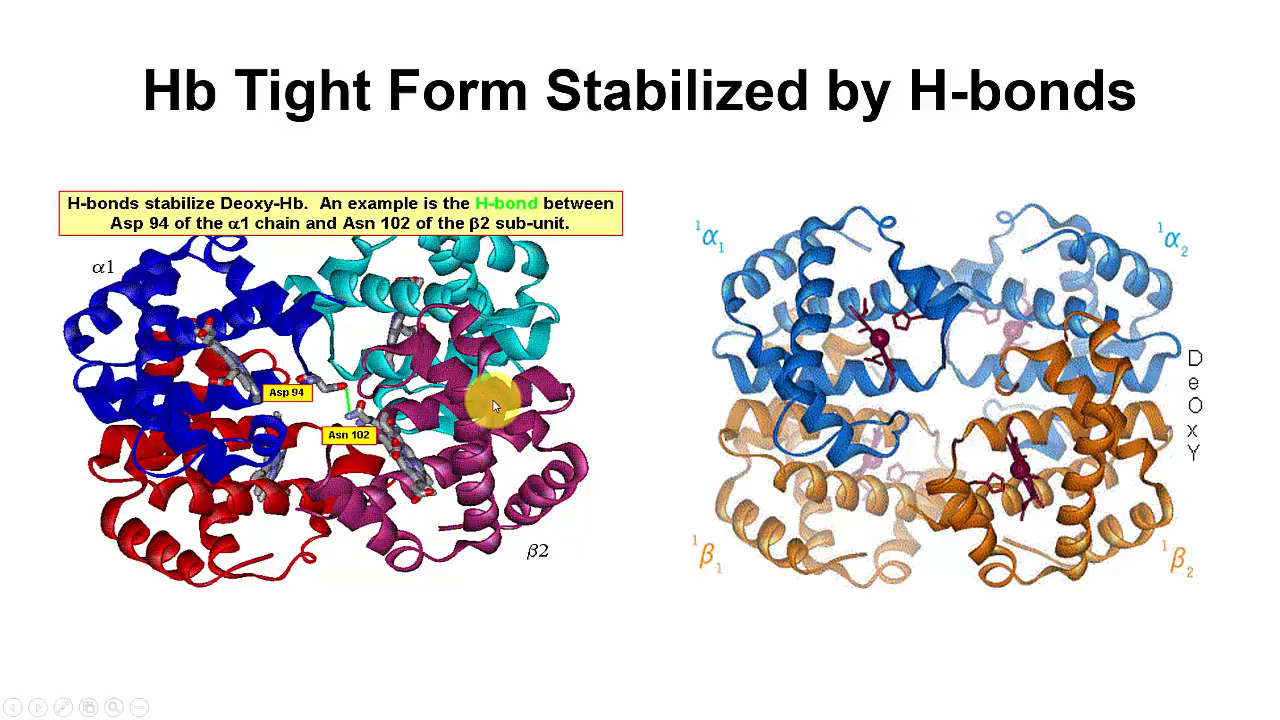 Hb Tight Form Stabilized by H-bonds
H-bonds stabilize Deoxy-Hb. An example is the H-bond between
Asp 94 of the α1 chain and Asn 102 of the β2 sub-unit.
α1
Asp 94
Asn 102
β2
¹α₁
¹α₂
D
e
O
x
Y
¹β₁
¹β₂